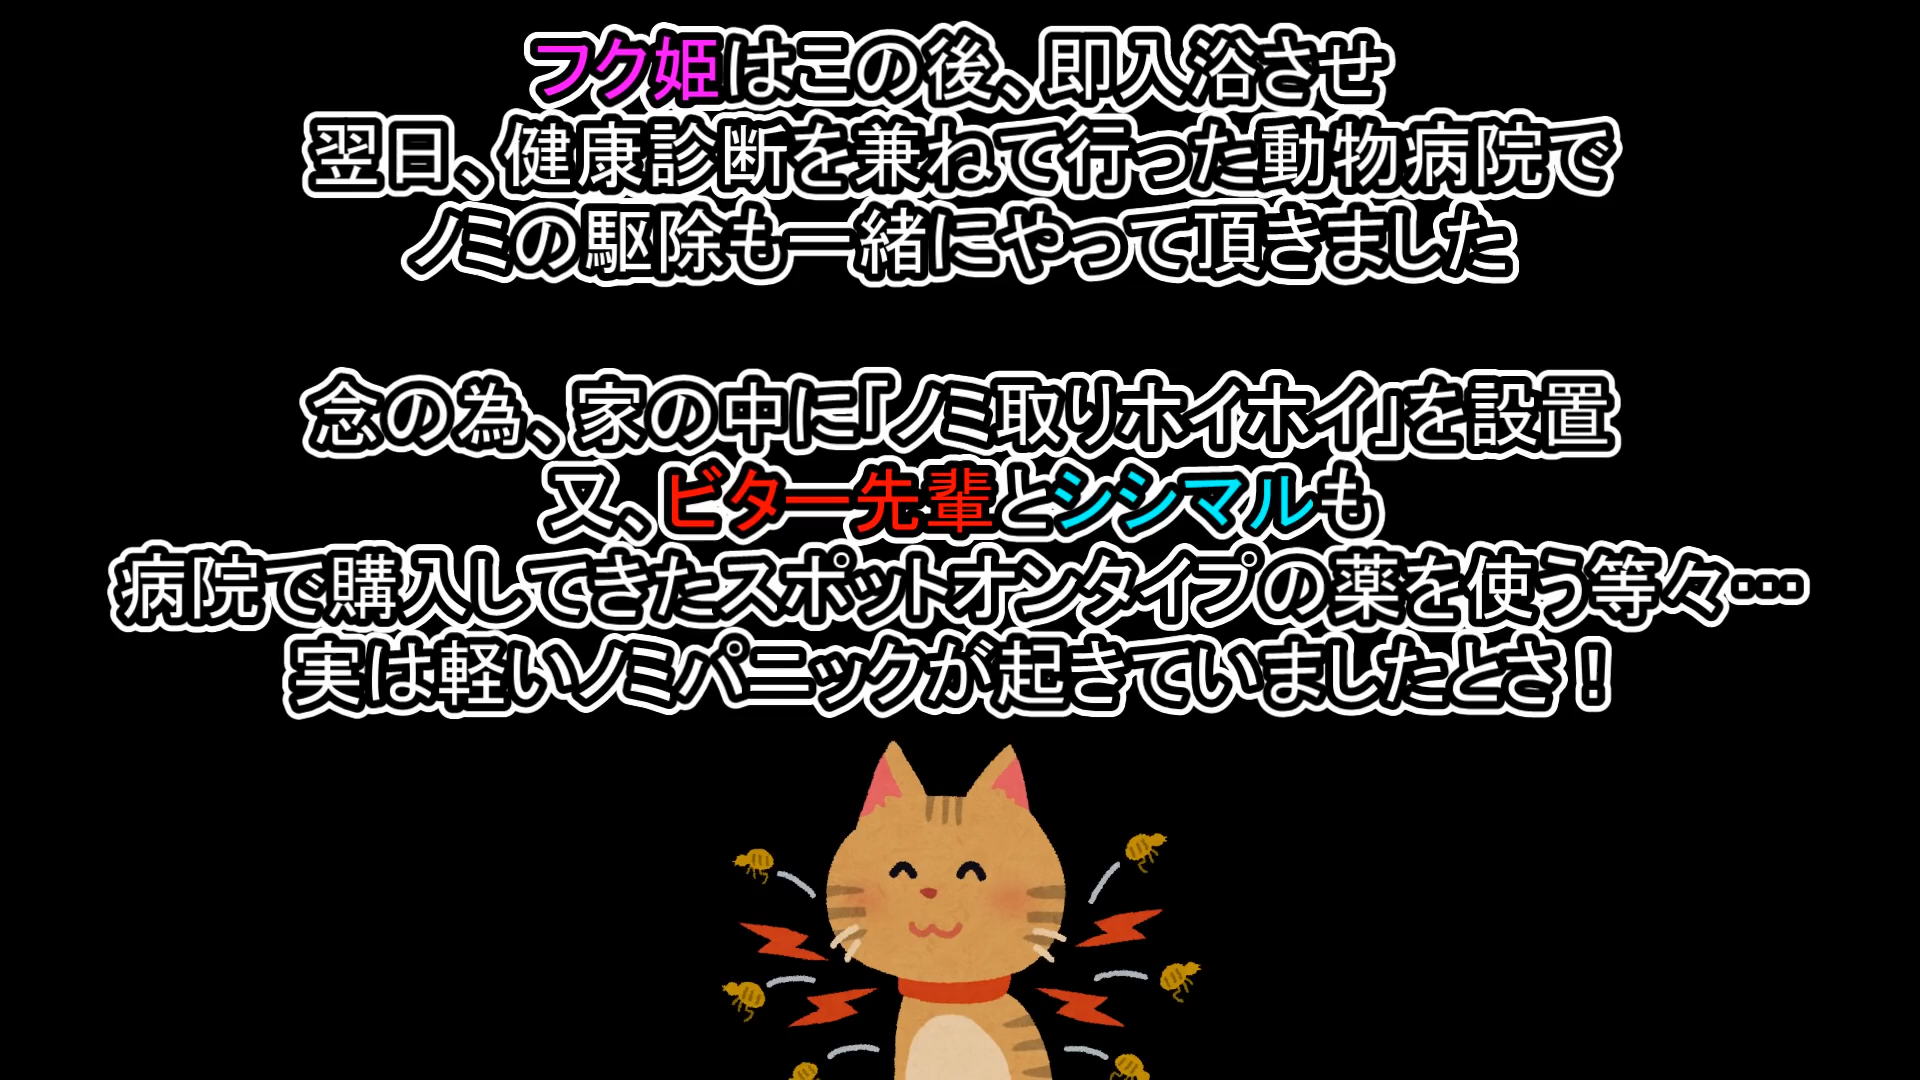 フク姫はこの後、即入浴させ
翌日、健康診断を兼ねて行った動物病院で
ノミの駆除も一緒にやって頂きました
念の為、家の中に「ノミ取りホイホイ」を設置
又、ビター先輩とシシマルも
病院で購入してきたスポットオンタイプの薬を使う等々…
実は軽いノミパニックが起きていましたとさ！